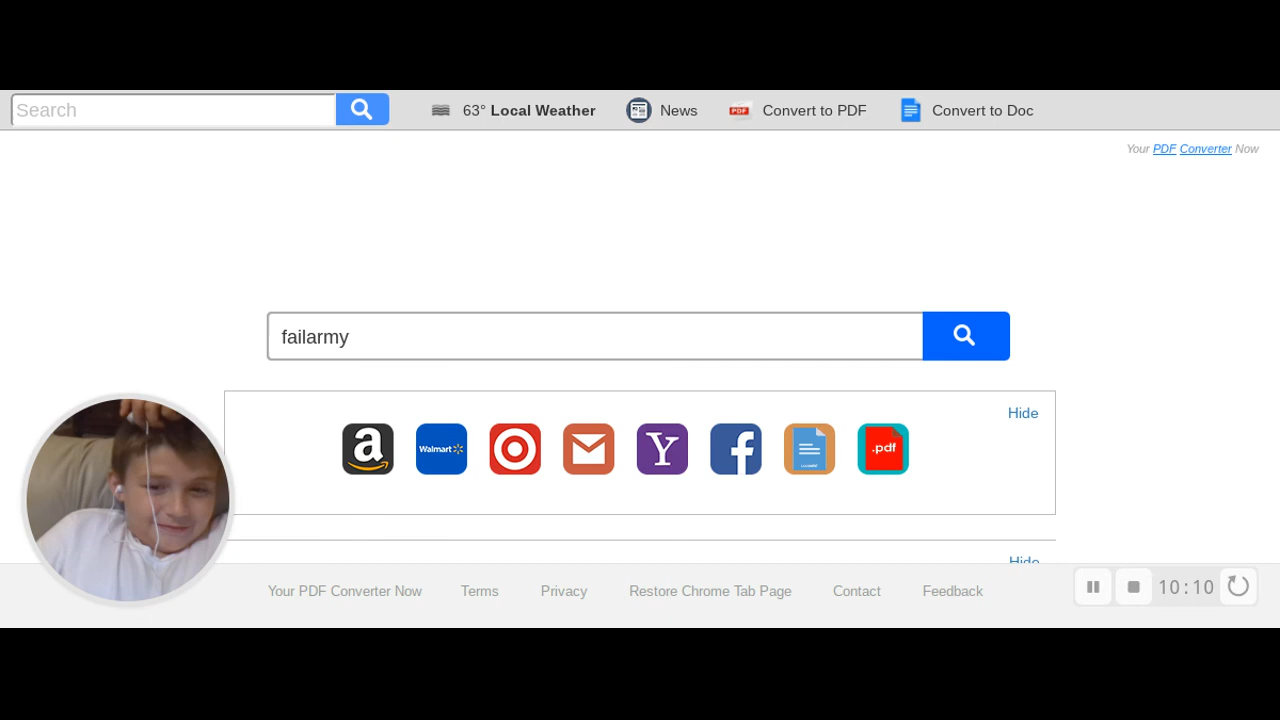 Search
63° Local Weather
News
Convert to PDF
Convert to Doc
Your PDF Converter Now
failarmy
Hide
a
Walmart
Y
f
.pdf
Hide
Your PDF Converter Now
Terms
Privacy
Restore Chrome Tab Page
Contact
Feedback
10:10